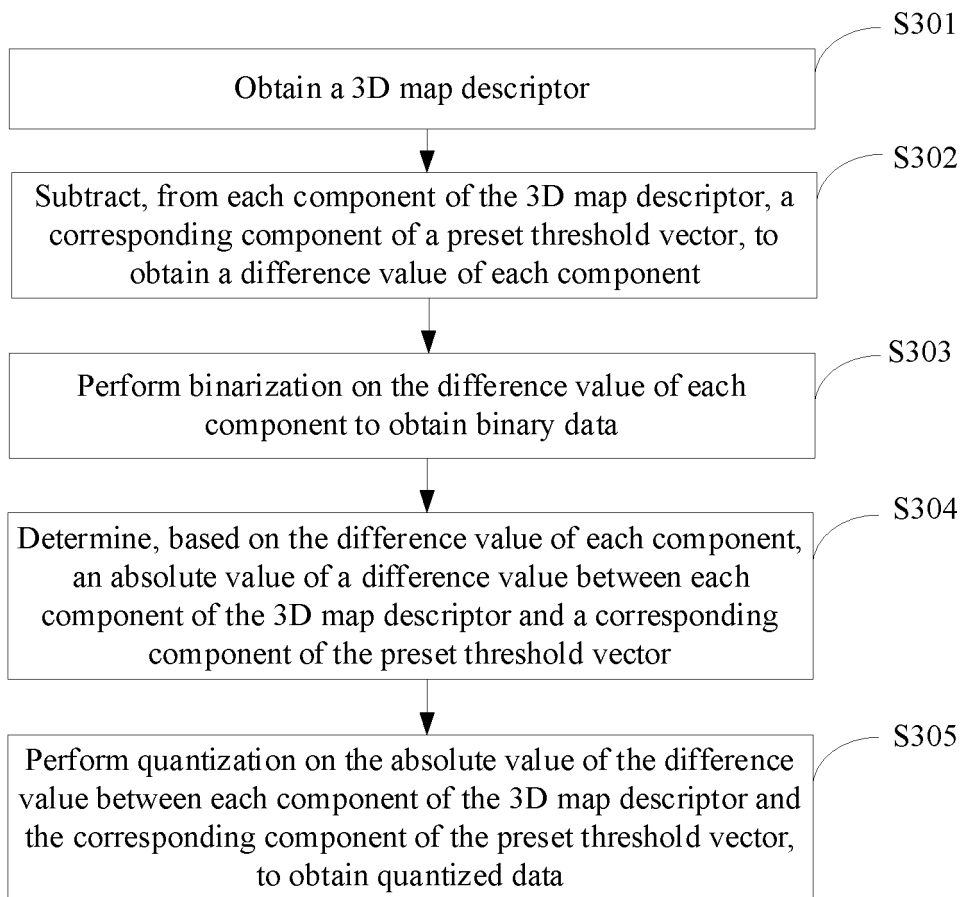 S301
Obtain a 3D map descriptor
S302
Subtract, from each component of the 3D map descriptor, a
corresponding component of a preset threshold vector, to
obtain a difference value of each component
S303
Perform binarization on the difference value of each
component to obtain binary data
S304
Determine, based on the difference value of each component,
an absolute value of a difference value between each
component of the 3D map descriptor and a corresponding
component of the preset threshold vector
S305
Perform quantization on the absolute value of the difference
value between each component of the 3D map descriptor and
the corresponding component of the preset threshold vector,
to obtain quantized data